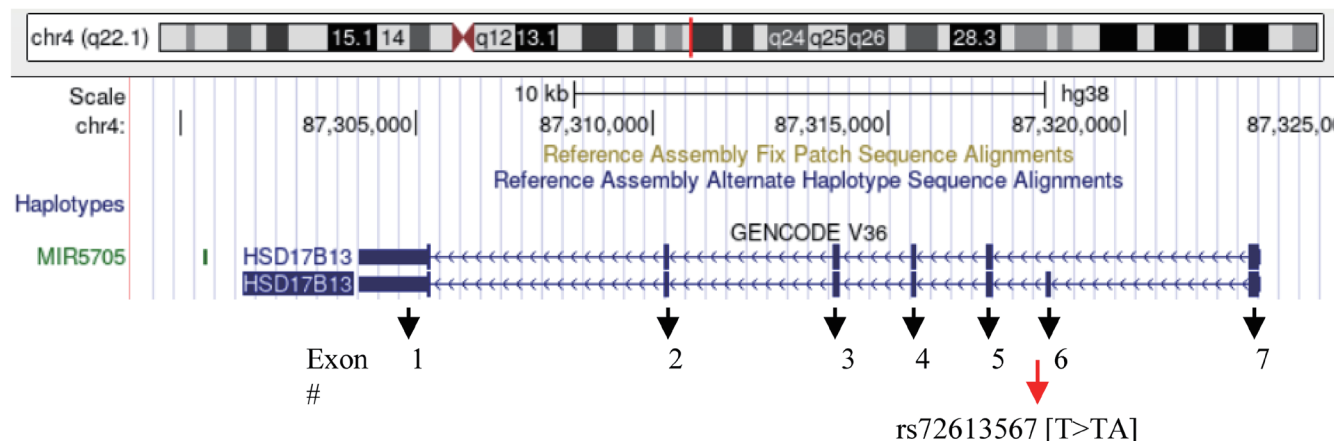 chr4 (q22.1) 15.1 14 q12 13.1 q24 q25 q26 28.3
Scale 10 kb hg38
chr4: 87,305,000 87,310,000 87,315,000 87,320,000 87,325,0
Reference Assembly Fix Patch Sequence Alignments
Reference Assembly Alternate Haplotype Sequence Alignments
Haplotypes
GENCODE V36
MIR5705 HSD17B13
HSD17B13
Exon 1 2 3 4 5 6 7
#
rs72613567 [T>TA]